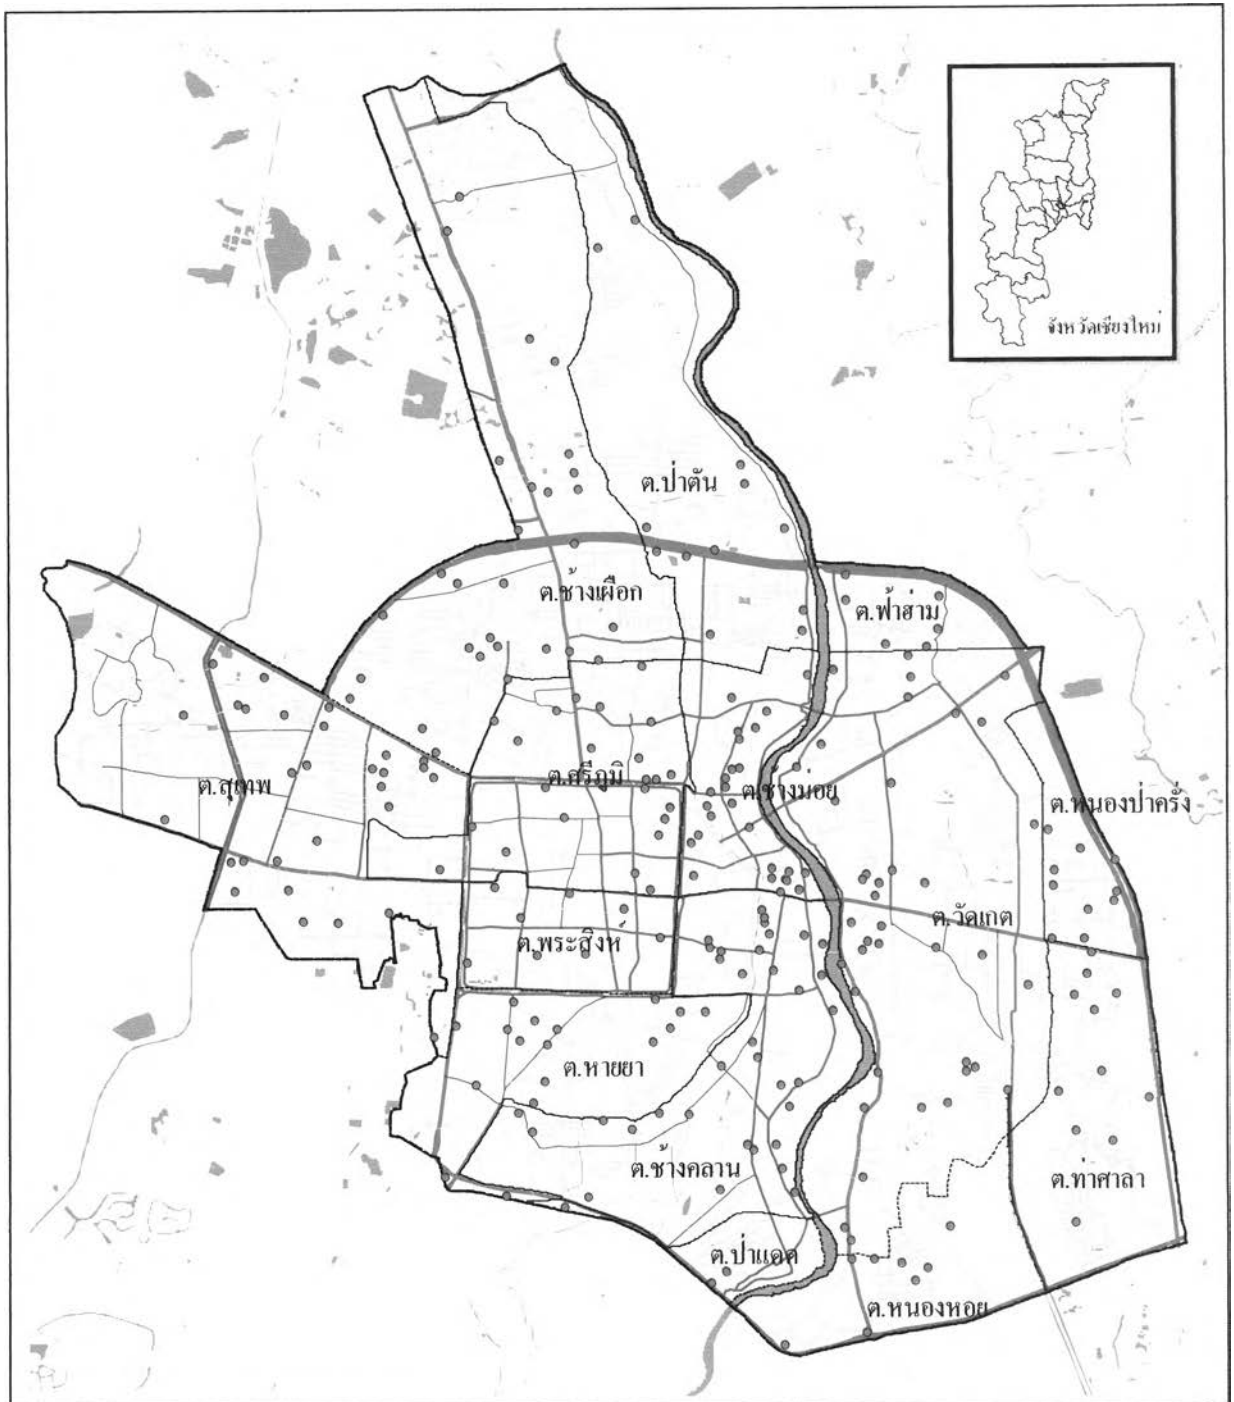 จังหวัดเชียงใหม่
ต.ป่าตัน
ต.ช้างเผือก
ต.ฟ้าฮ่าม
ต.สุเทพ
ต.ศรีภูมิ
ต.ช้างม่อย
ต.หนองป่าครั่ง
ต.วัดเกต
ต.พระสิงห์
ต.หายยา
ต.ช้างคลาน
ต.ท่าศาลา
ต.ป่าแดด
ต.หนองหอย